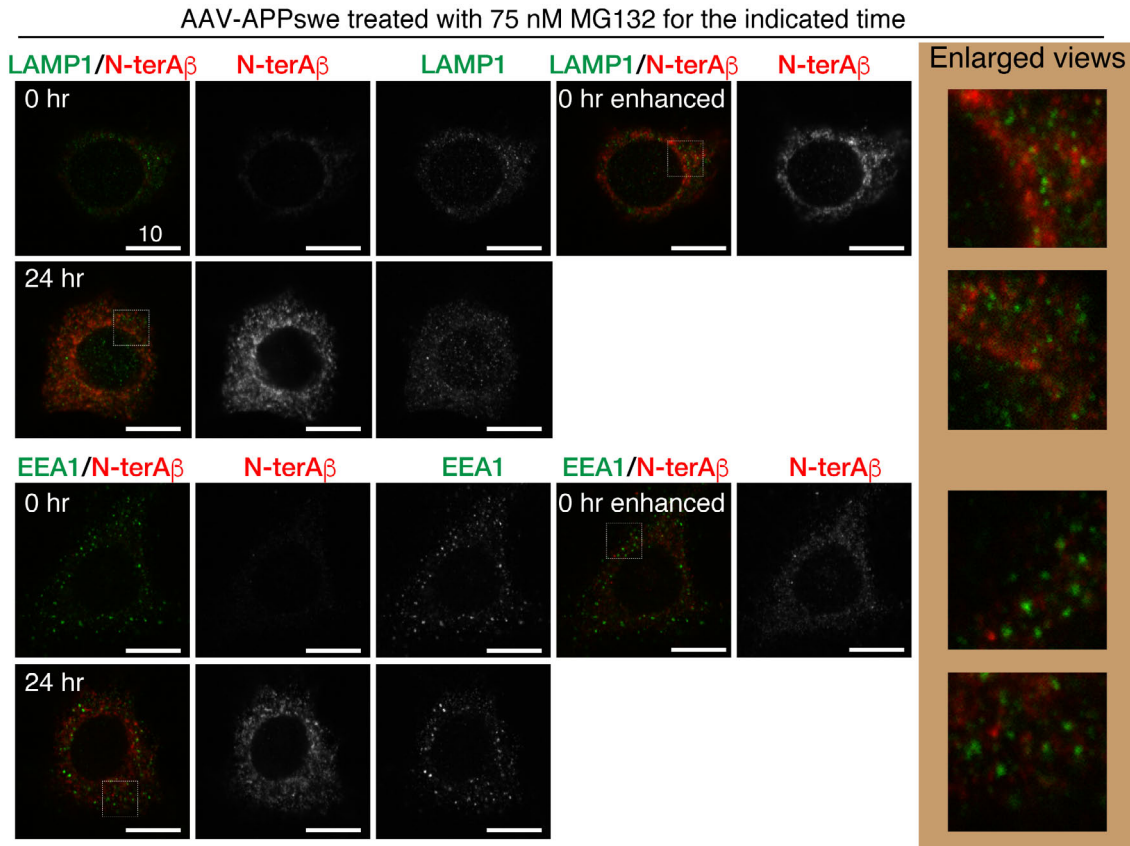 AAV-APPswe treated with 75 nM MG132 for the indicated time
LAMP1/N-terAβ N-terAβ LAMP1 LAMP1/N-terAβ N-terAβ Enlarged views
0 hr 0 hr enhanced
10
24 hr
EEA1/N-terAβ N-terAβ EEA1 EEA1/N-terAβ N-terAβ
0 hr 0 hr enhanced
24 hr